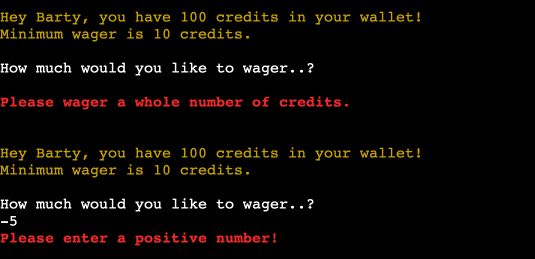 Hey Barty, you have 100 credits in your wallet!
Minimum wager is 10 credits.
How much would you like to wager..?
Please wager a whole number of credits.
Hey Barty, you have 100 credits in your wallet!
Minimum wager is 10 credits.
How much would you like to wager..?
-5
Please enter a positive number!